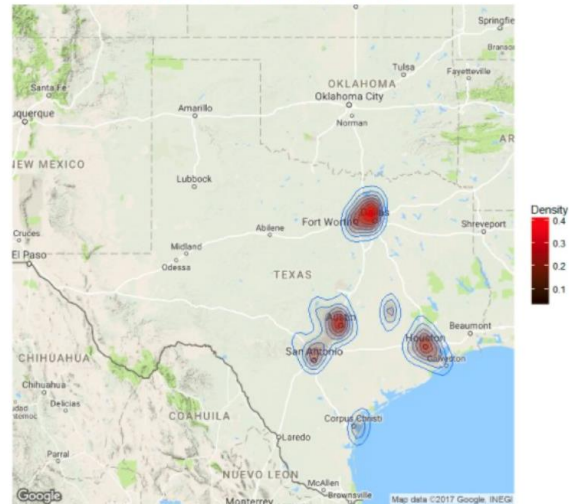 Springfie
Branson
Tulsa
Fayetteville
OKLAHOMA
Santa Fe
Oklahoma City
uquerque
Amarillo
Norman
AR
NEW MEXICO
Lubbock
Dallas
Fort Worth
Shreveport
Abilene
Cruces
Midland
El Paso
Odessa
TEXAS
Austin
Beaumont
Houston
San Antonio
Galveston
CHIHUAHUA
Chihuahua
Delicias
COAHUILA
Corpus Christi
Laredo
Parral
NUEVO LEON
McAllen
Brownsville
Monterrey
Google
Map data ©2017 Google, INEGI
Density
0.4
0.3
0.2
0.1